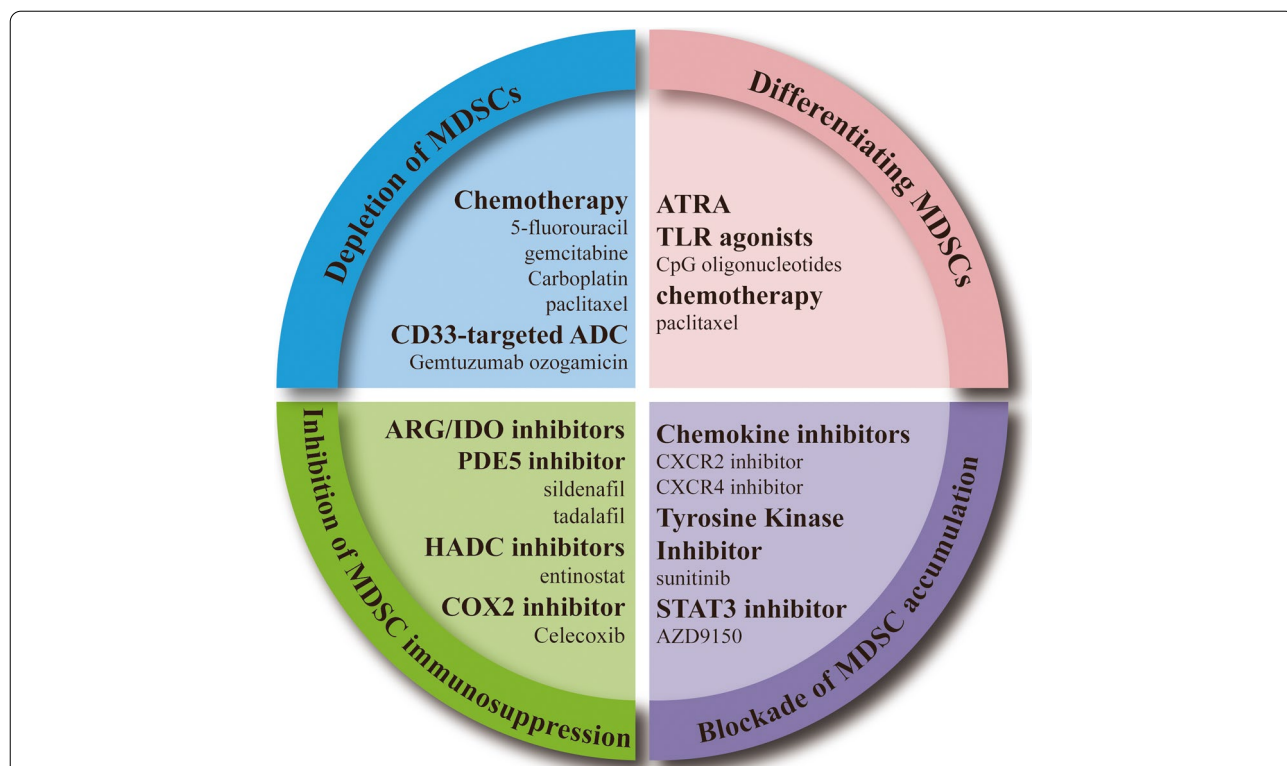 Depletion of MDSCs
Chemotherapy
5-fluorouracil
gemcitabine
Carboplatin
paclitaxel
CD33-targeted ADC
Gemtuzumab ozogamicin
Differentiating MDSCs
ATRA
TLR agonists
CpG oligonucleotides
chemotherapy
paclitaxel
Inhibition of MDSC immunosuppression
ARG/IDO inhibitors
PDE5 inhibitor
sildenafil
tadalafil
HADC inhibitors
entinostat
COX2 inhibitor
Celecoxib
Chemokine inhibitors
CXCR2 inhibitor
CXCR4 inhibitor
Tyrosine Kinase
Inhibitor
sunitinib
STAT3 inhibitor
AZD9150
Blockade of MDSC accumulation